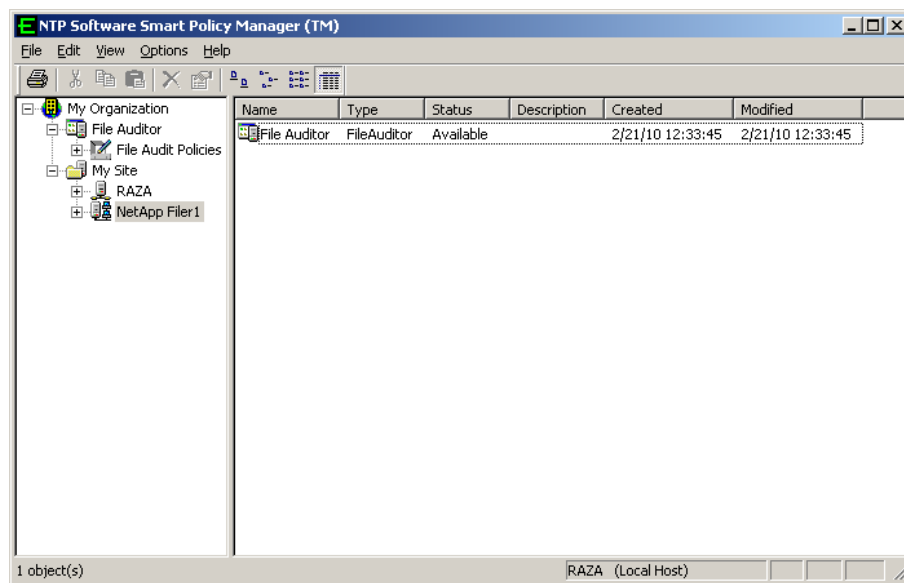 NTP Software Smart Policy Manager (TM)
File Edit View Options Help
My Organization
File Auditor
File Audit Policies
My Site
RAZA
NetApp Filer1
Name Type Status Description Created Modified
File Auditor FileAuditor Available 2/21/10 12:33:45 2/21/10 12:33:45
1 object(s) RAZA (Local Host)